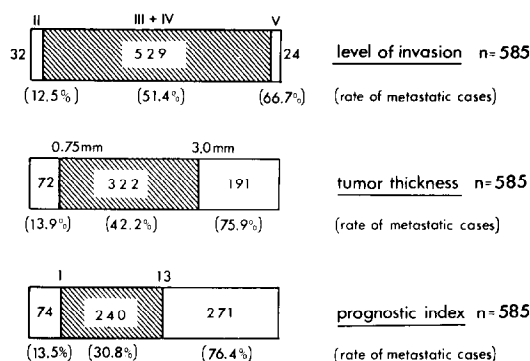 II III + IV V
32 529 24 level of invasion n=585
(12.5%) (51.4%) (66.7%) (rate of metastatic cases)
0.75mm 3.0mm
72 322 191 tumor thickness n=585
(13.9%) (42.2%) (75.9%) (rate of metastatic cases)
1 13
74 240 271 prognostic index n=585
(13.5%) (30.8%) (76.4%) (rate of metastatic cases)